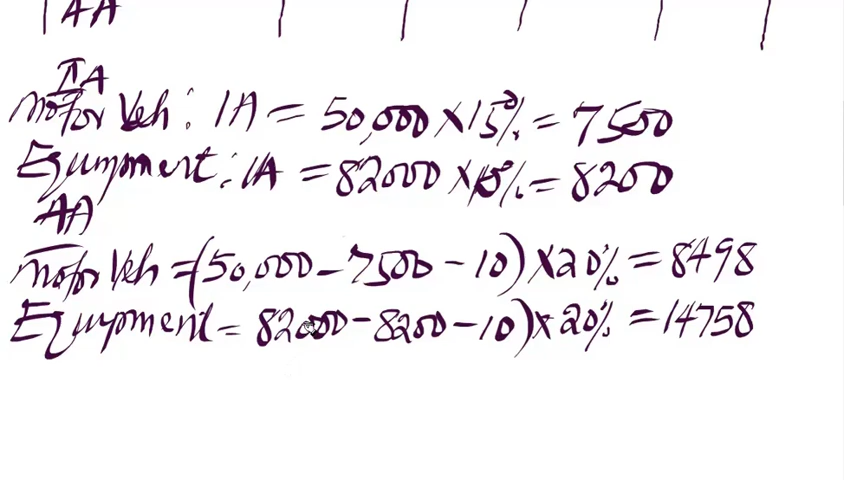 AA
IA
Motor Veh: IA = 50,000 x 15% = 7500
Equipment: IA = 82000 x 10% = 8200
AA
Motor Veh = (50,000 - 7500 - 10) x 20% = 8498
Equipment = 82000 - 8200 - 10) x 20% = 14758